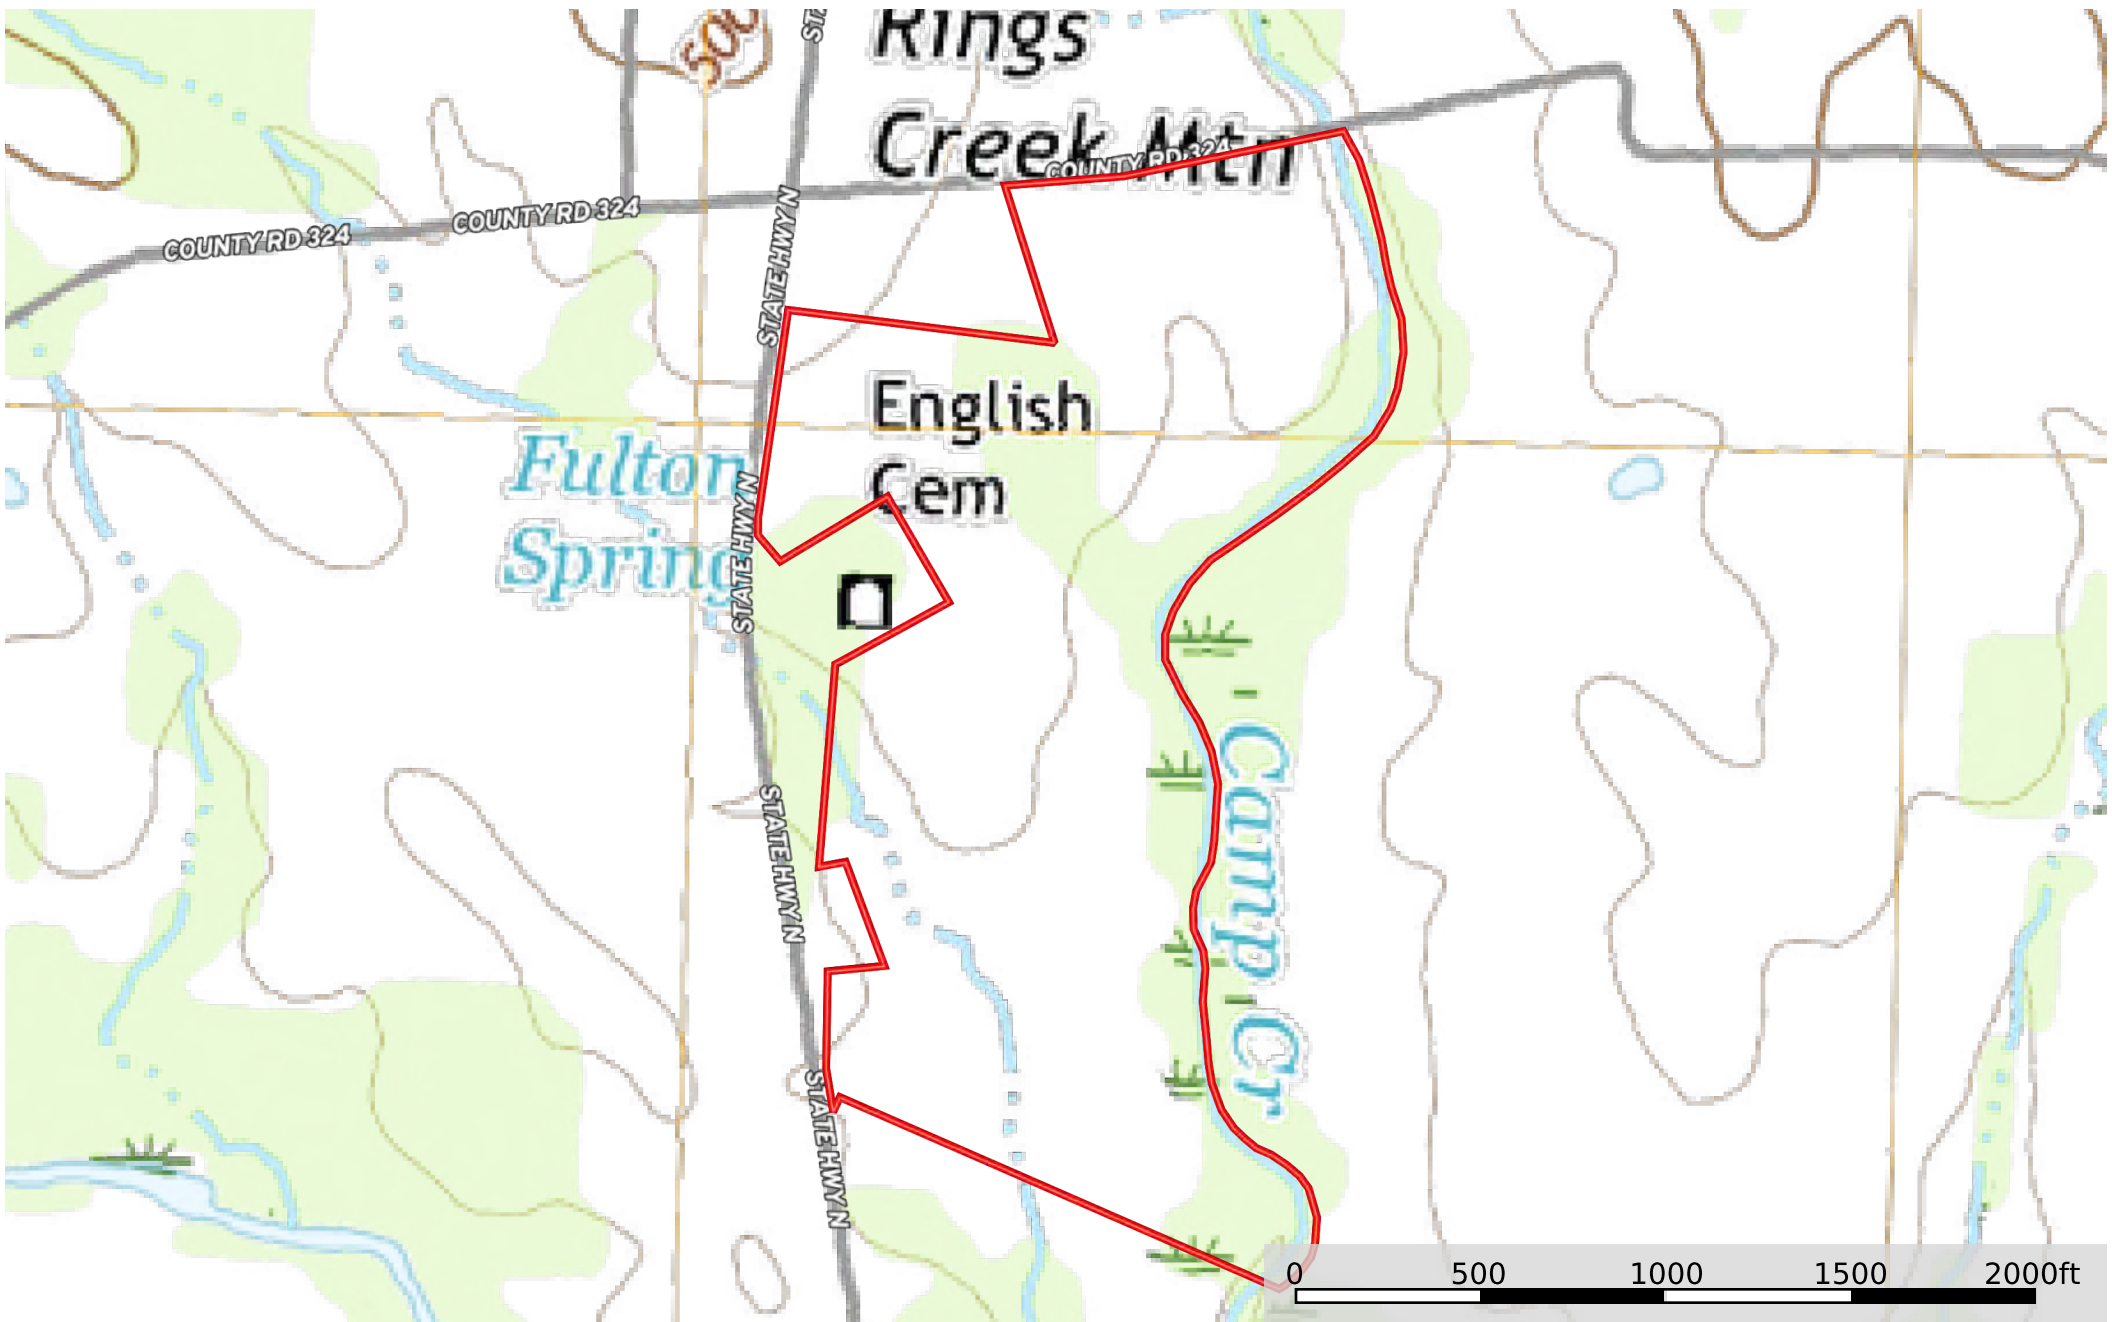 500
Rings
Creek Mtn
COUNTY RD 324
COUNTY RD 324
COUNTY RD 324
STATE HWY N
English
Cem
Fulton
Spring
STATE HWY N
Camp Cr
STATE HWY N
STATE HWY N
0 500 1000 1500 2000ft